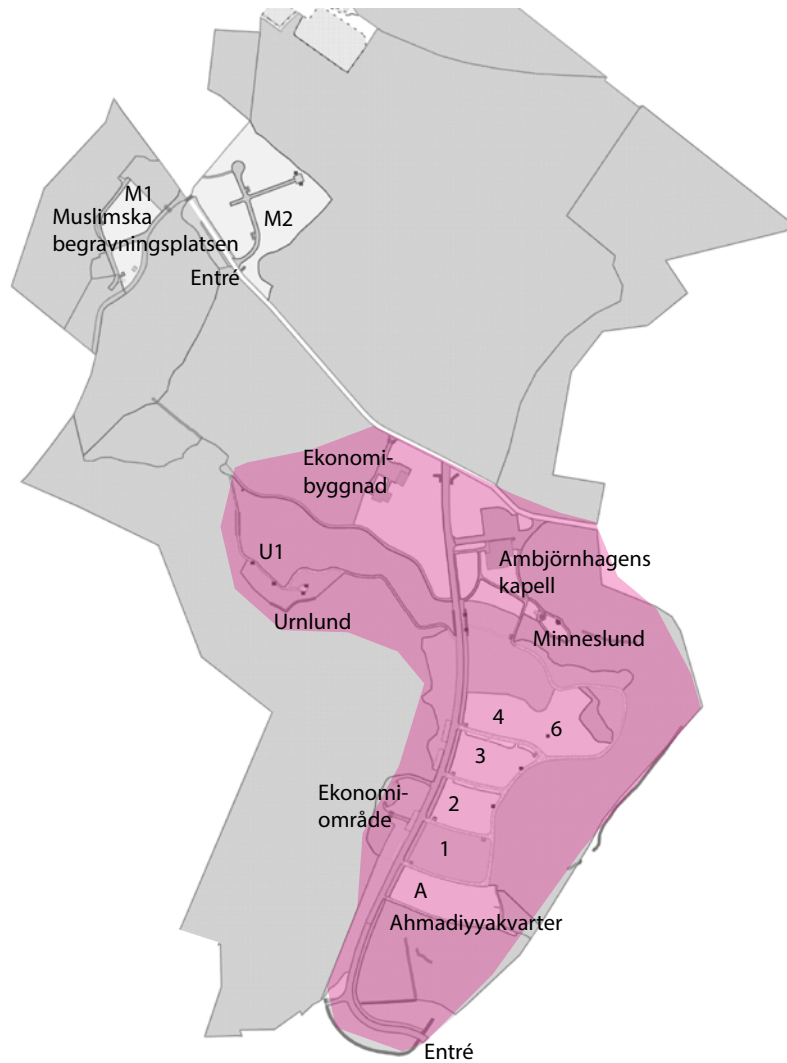 M1
Muslimska
begravningsplatsen
M2
Entré
Ekonomi-
byggnad
U1
Urnlund
Ambjörnhagens
kapell
Minneslund
4
6
3
Ekonomi-
område
2
1
A
Ahmadiyyakvarter
Entré